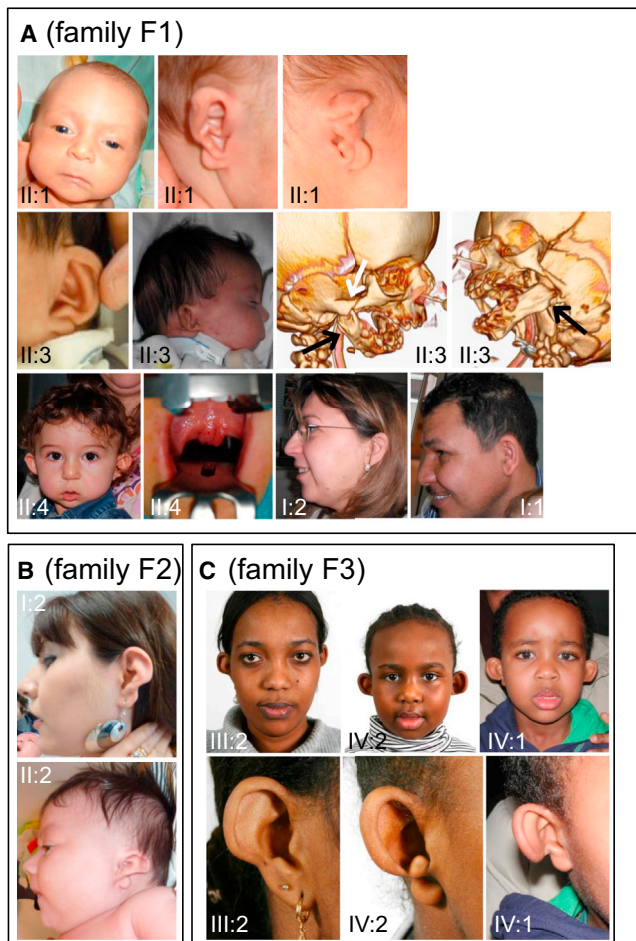 A (family F1)
II:1
II:1
II:1
II:3
II:3
II:3
II:3
II:4
II:4
I:2
I:1
B (family F2)
I:2
II:2
C (family F3)
III:2
IV:2
IV:1
III:2
IV:2
IV:1